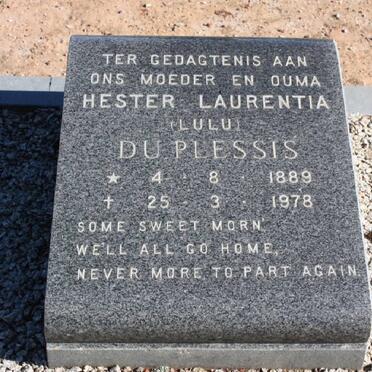 TER GEDAGTENIS AAN
ONS MOEDER EN OUMA
HESTER LAURENTIA
(LULU)
DU PLESSIS
★ 4 · 8 · 1889
† 25 · 3 · 1978
SOME SWEET MORN,
WE'LL ALL GO HOME,
NEVER MORE TO PART AGAIN.